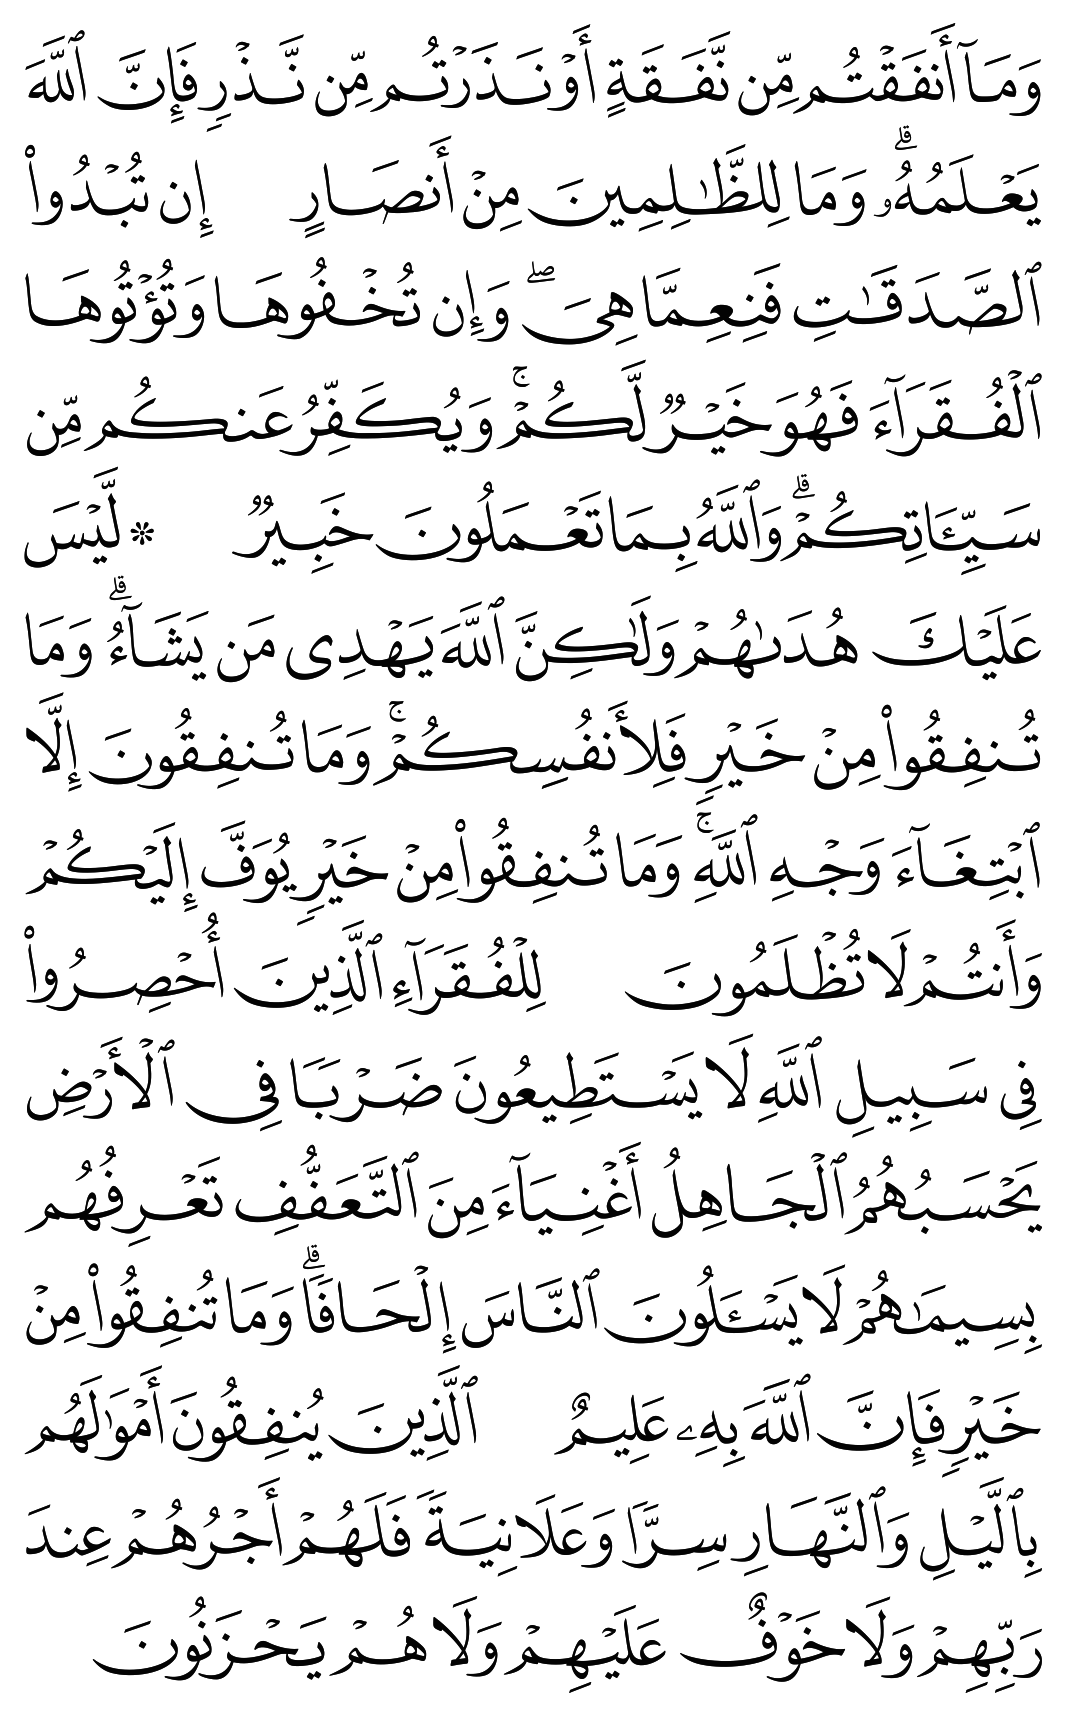 وَمَآ أَنفَقْتُم مِّن نَّفَقَةٍ أَوْ نَذَرْتُم مِّن نَّذْرٍ فَإِنَّ ٱللَّهَ
يَعْلَمُهُۥۗ وَمَا لِلظَّـٰلِمِينَ مِنْ أَنصَارٍ إِن تُبْدُوا۟
ٱلصَّدَقَـٰتِ فَنِعِمَّا هِىَۖ وَإِن تُخْفُوهَا وَتُؤْتُوهَا
ٱلْفُقَرَآءَ فَهُوَ خَيْرٌ لَّكُمْۚ وَيُكَفِّرُ عَنكُم مِّن
سَيِّـَٔاتِكُمْۗ وَٱللَّهُ بِمَا تَعْمَلُونَ خَبِيرٌ * لَّيْسَ
عَلَيْكَ هُدَىٰهُمْ وَلَـٰكِنَّ ٱللَّهَ يَهْدِى مَن يَشَآءُۗ وَمَا
تُنفِقُوا۟ مِنْ خَيْرٍ فَلِأَنفُسِكُمْۚ وَمَا تُنفِقُونَ إِلَّا
ٱبْتِغَآءَ وَجْهِ ٱللَّهِۚ وَمَا تُنفِقُوا۟ مِنْ خَيْرٍ يُوَفَّ إِلَيْكُمْ
وَأَنتُمْ لَا تُظْلَمُونَ لِلْفُقَرَآءِ ٱلَّذِينَ أُحْصِرُوا۟
فِى سَبِيلِ ٱللَّهِ لَا يَسْتَطِيعُونَ ضَرْبًا فِى ٱلْأَرْضِ
يَحْسَبُهُمُ ٱلْجَاهِلُ أَغْنِيَآءَ مِنَ ٱلتَّعَفُّفِ تَعْرِفُهُم
بِسِيمَـٰهُمْ لَا يَسْـَٔلُونَ ٱلنَّاسَ إِلْحَافًاۗ وَمَا تُنفِقُوا۟ مِنْ
خَيْرٍ فَإِنَّ ٱللَّهَ بِهِۦ عَلِيمٌ ٱلَّذِينَ يُنفِقُونَ أَمْوَٰلَهُم
بِٱلَّيْلِ وَٱلنَّهَارِ سِرًّا وَعَلَانِيَةً فَلَهُمْ أَجْرُهُمْ عِندَ
رَبِّهِمْ وَلَا خَوْفٌ عَلَيْهِمْ وَلَا هُمْ يَحْزَنُونَ